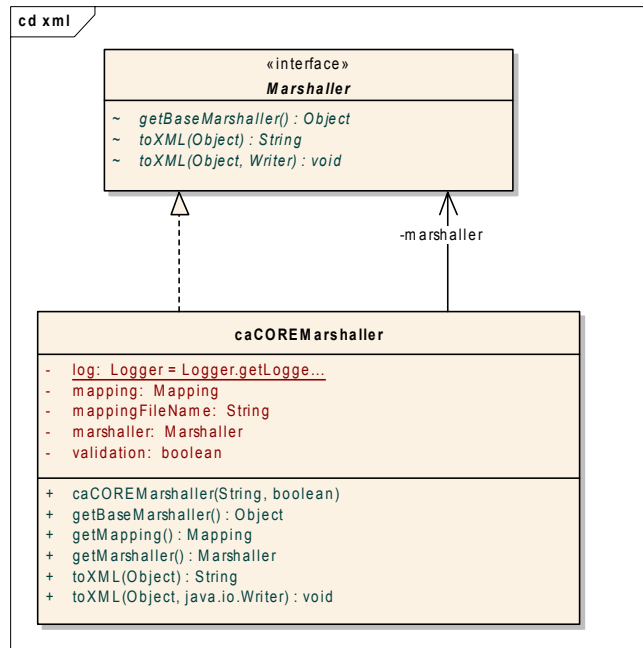 cd xml
«interface»
Marshaller
~ getBaseMarshaller() : Object
~ toXML(Object) : String
~ toXML(Object, Writer) : void
-marshaller
caCOREMarshaller
- log: Logger = Logger.getLogge...
- mapping: Mapping
- mappingFileName: String
- marshaller: Marshaller
- validation: boolean
+ caCOREMarshaller(String, boolean)
+ getBaseMarshaller() : Object
+ getMapping() : Mapping
+ getMarshaller() : Marshaller
+ toXML(Object) : String
+ toXML(Object, java.io.Writer) : void